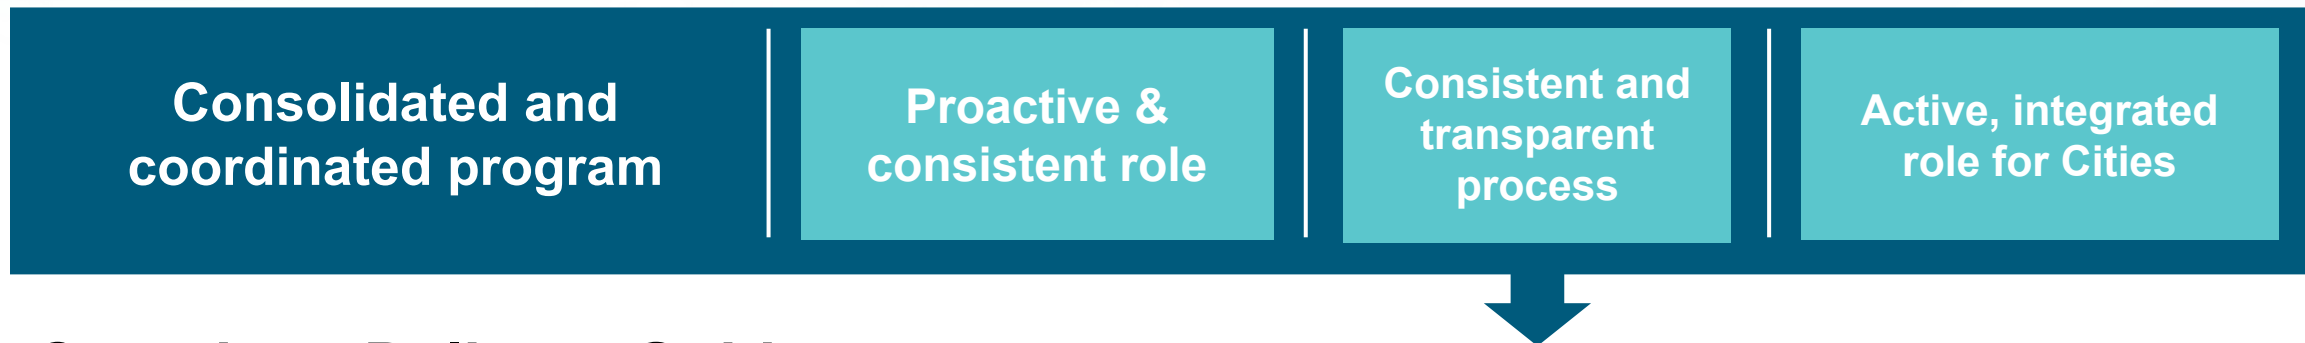 Consolidated and
coordinated program
Proactive &
consistent role
Consistent and
transparent
process
Active, integrated
role for Cities